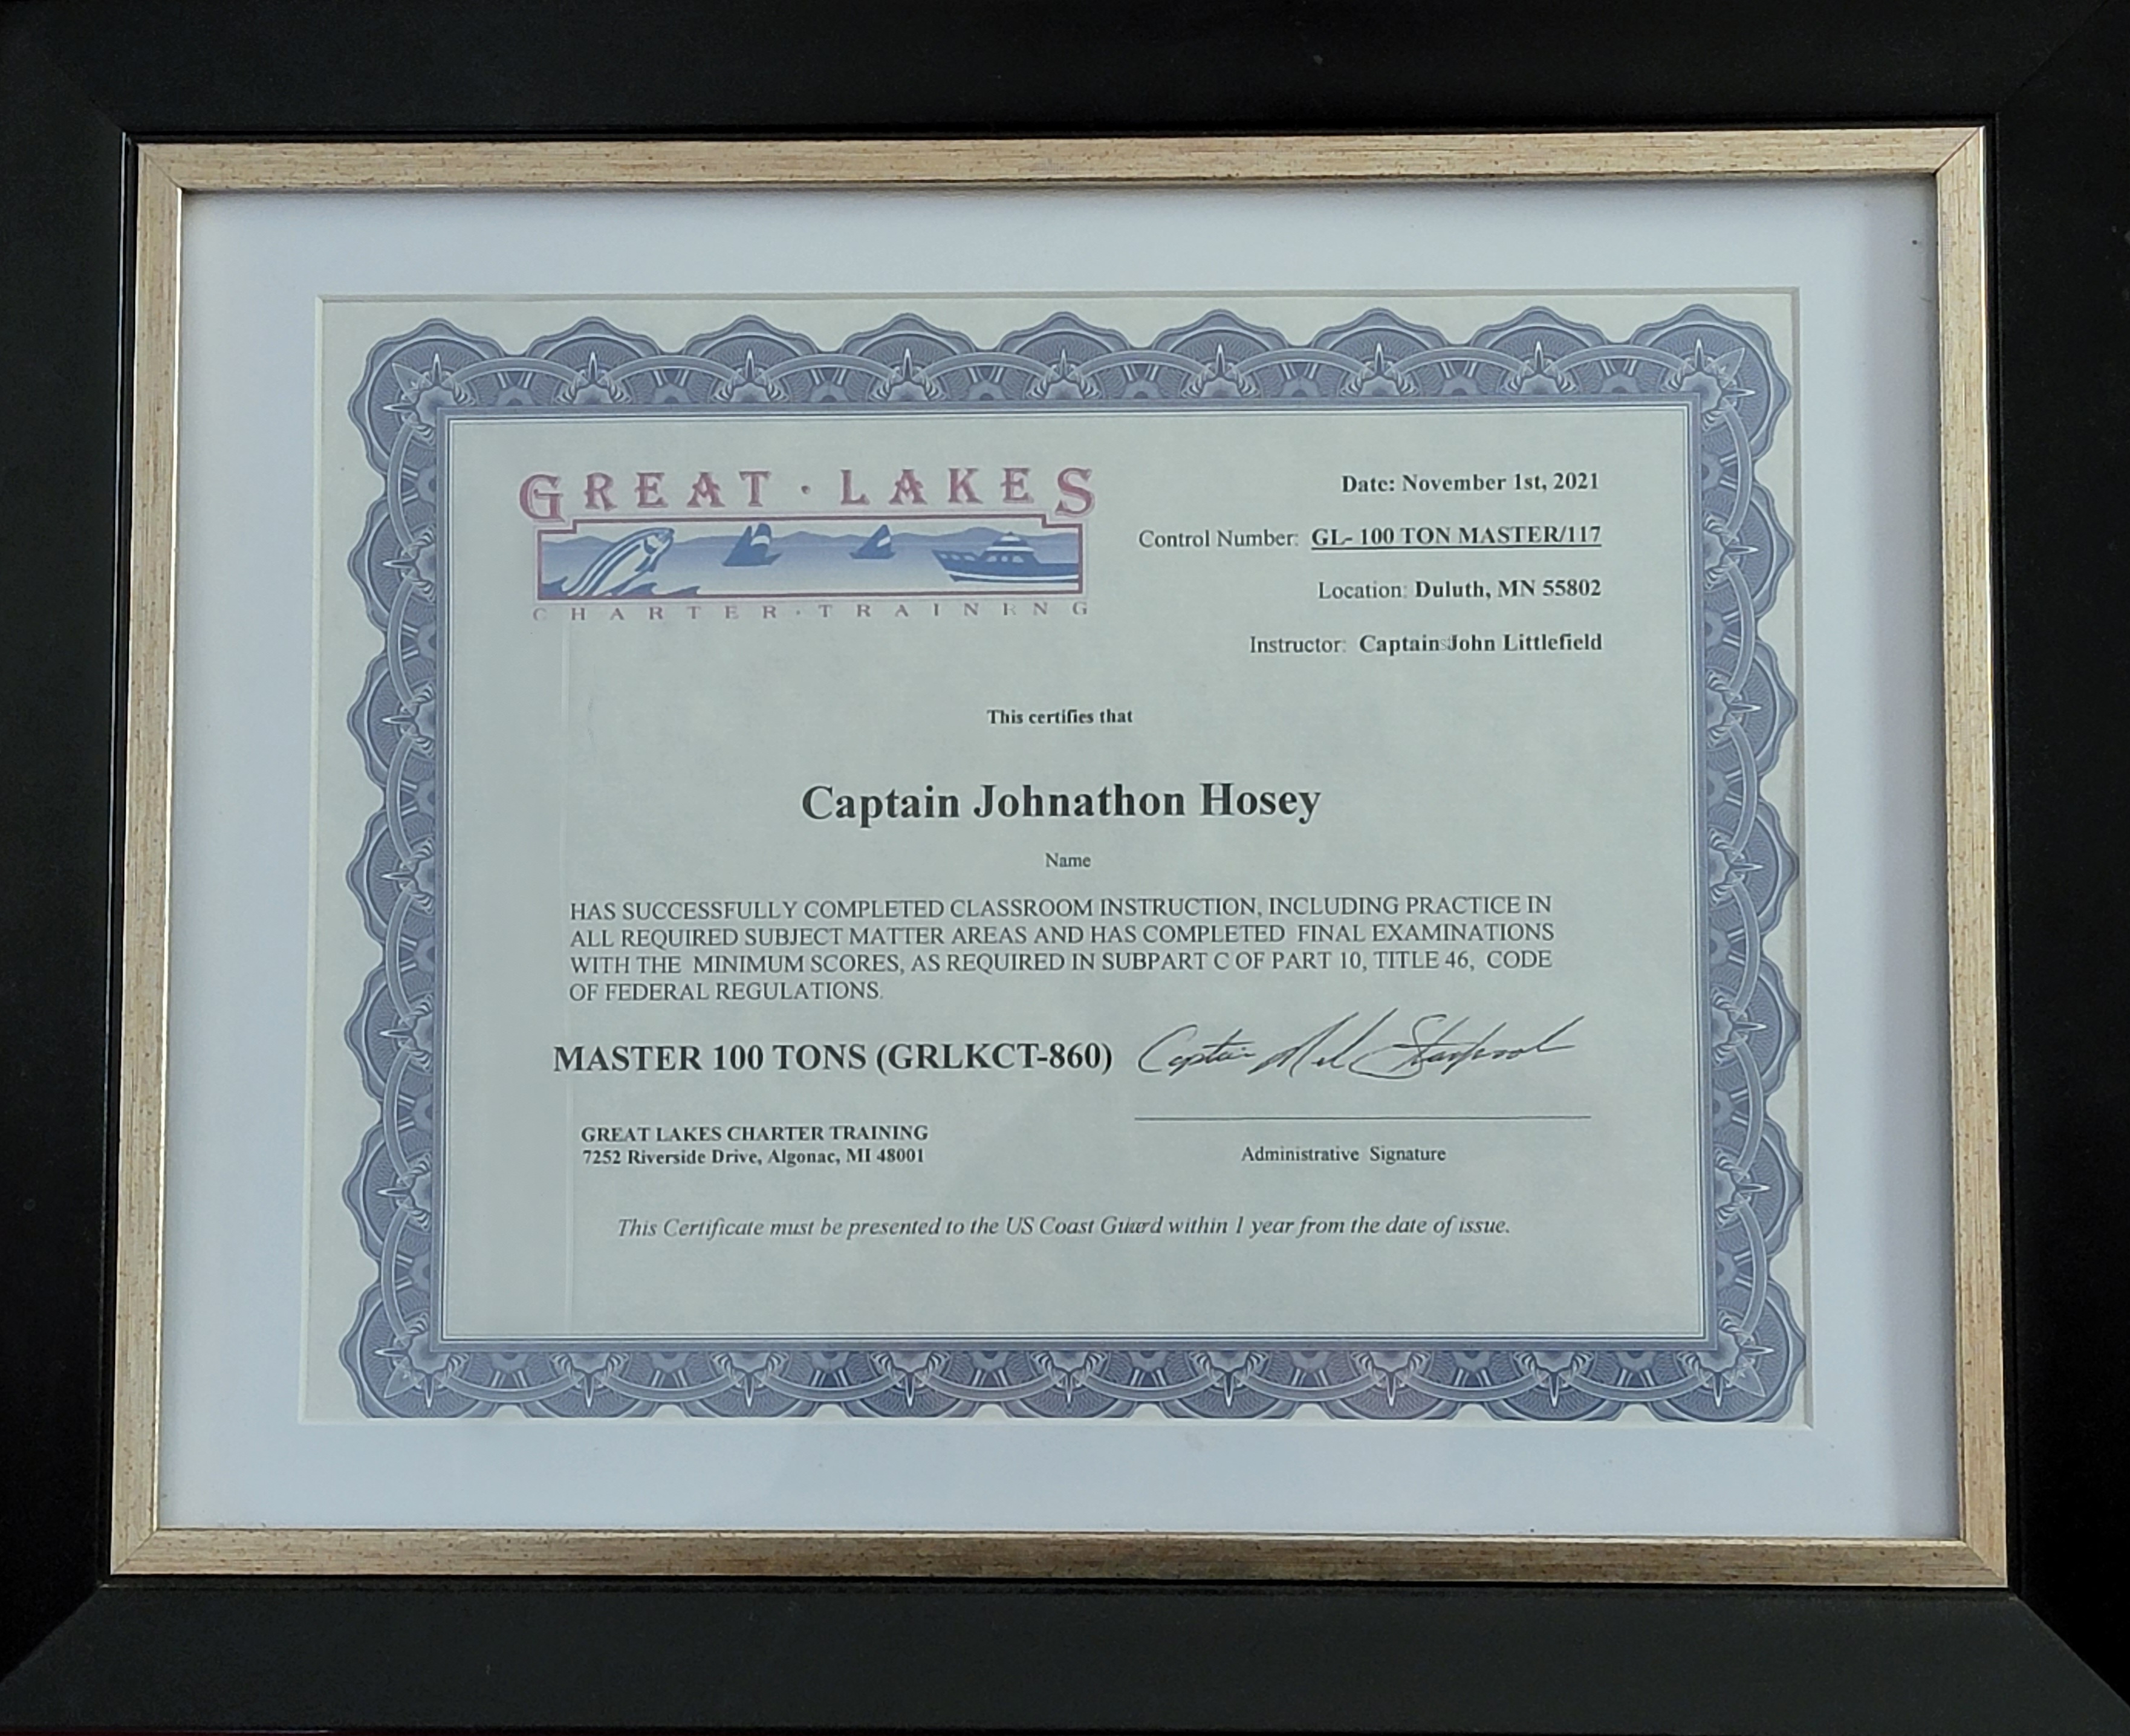 GREAT · LAKES
CHARTER · TRAINING
Date: November 1st, 2021
Control Number: GL- 100 TON MASTER/117
Location: Duluth, MN 55802
Instructor: Captain John Littlefield
This certifies that
Captain Johnathon Hosey
Name
HAS SUCCESSFULLY COMPLETED CLASSROOM INSTRUCTION, INCLUDING PRACTICE IN
ALL REQUIRED SUBJECT MATTER AREAS AND HAS COMPLETED FINAL EXAMINATIONS
WITH THE MINIMUM SCORES, AS REQUIRED IN SUBPART C OF PART 10, TITLE 46, CODE
OF FEDERAL REGULATIONS.
MASTER 100 TONS (GRLKCT-860)
Captain
GREAT LAKES CHARTER TRAINING
7252 Riverside Drive, Algonac, MI 48001
Administrative Signature
This Certificate must be presented to the US Coast Guard within 1 year from the date of issue.